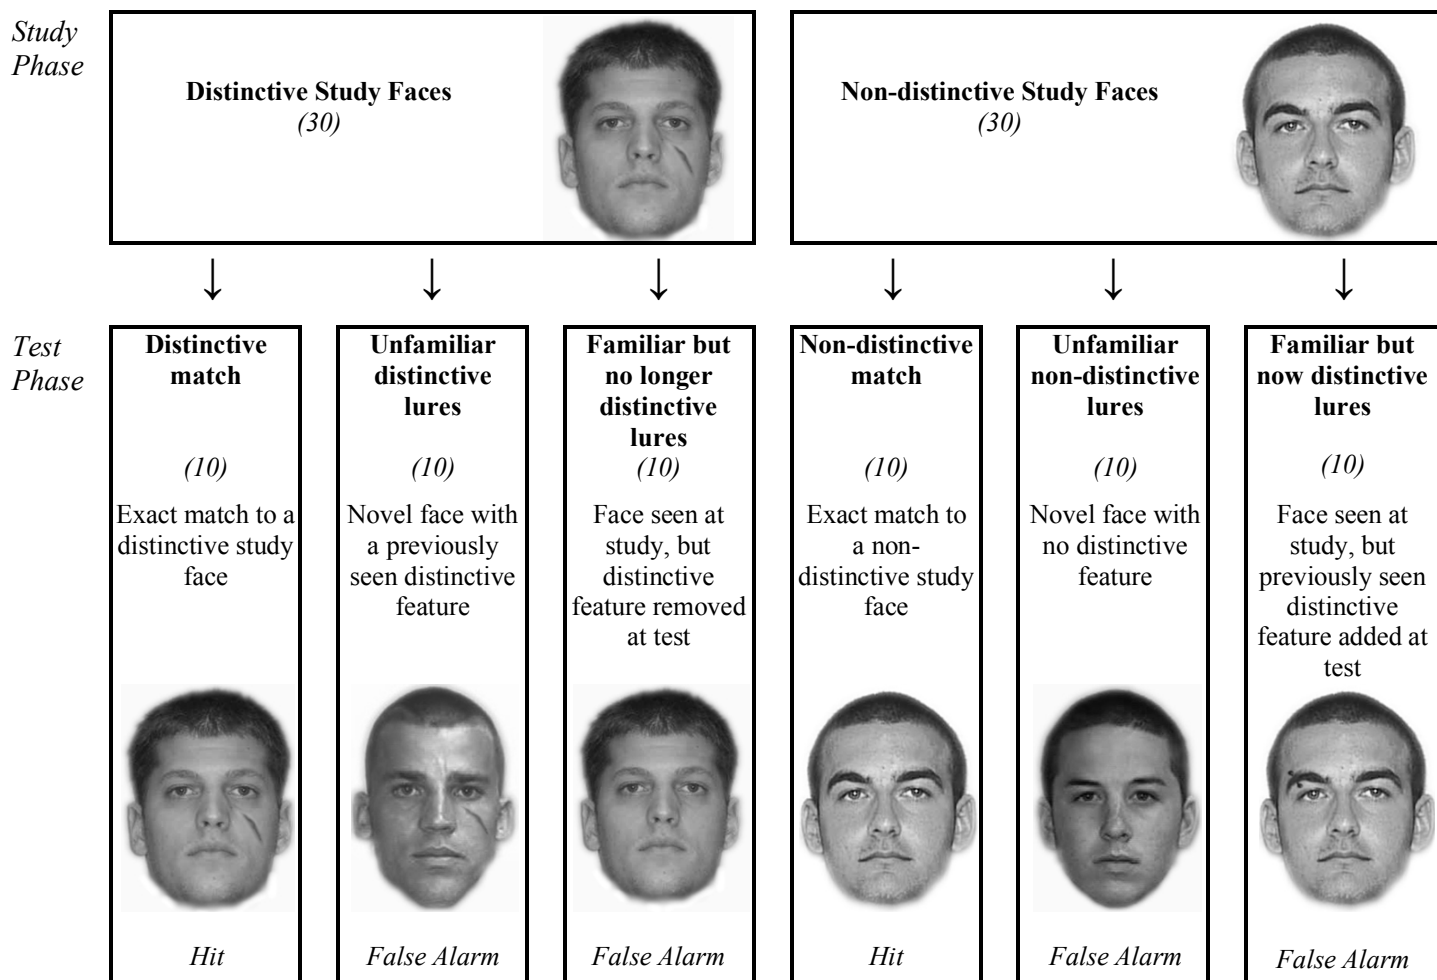 Study
Phase
Distinctive Study Faces
(30)
Non-distinctive Study Faces
(30)
↓ ↓ ↓ ↓ ↓ ↓
Test
Phase
Distinctive
match
(10)
Exact match to a
distinctive study
face
Hit
Unfamiliar
distinctive
lures
(10)
Novel face with
a previously
seen distinctive
feature
False Alarm
Familiar but
no longer
distinctive
lures
(10)
Face seen at
study, but
distinctive
feature removed
at test
False Alarm
Non-distinctive
match
(10)
Exact match to
a non-
distinctive study
face
Hit
Unfamiliar
non-distinctive
lures
(10)
Novel face with
no distinctive
feature
False Alarm
Familiar but
now distinctive
lures
(10)
Face seen at
study, but
previously seen
distinctive
feature added at
test
False Alarm